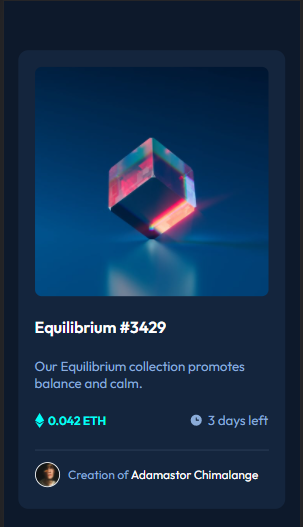 Equilibrium #3429
Our Equilibrium collection promotes
balance and calm.
0.042 ETH
3 days left
Creation of Adamastor Chimalange